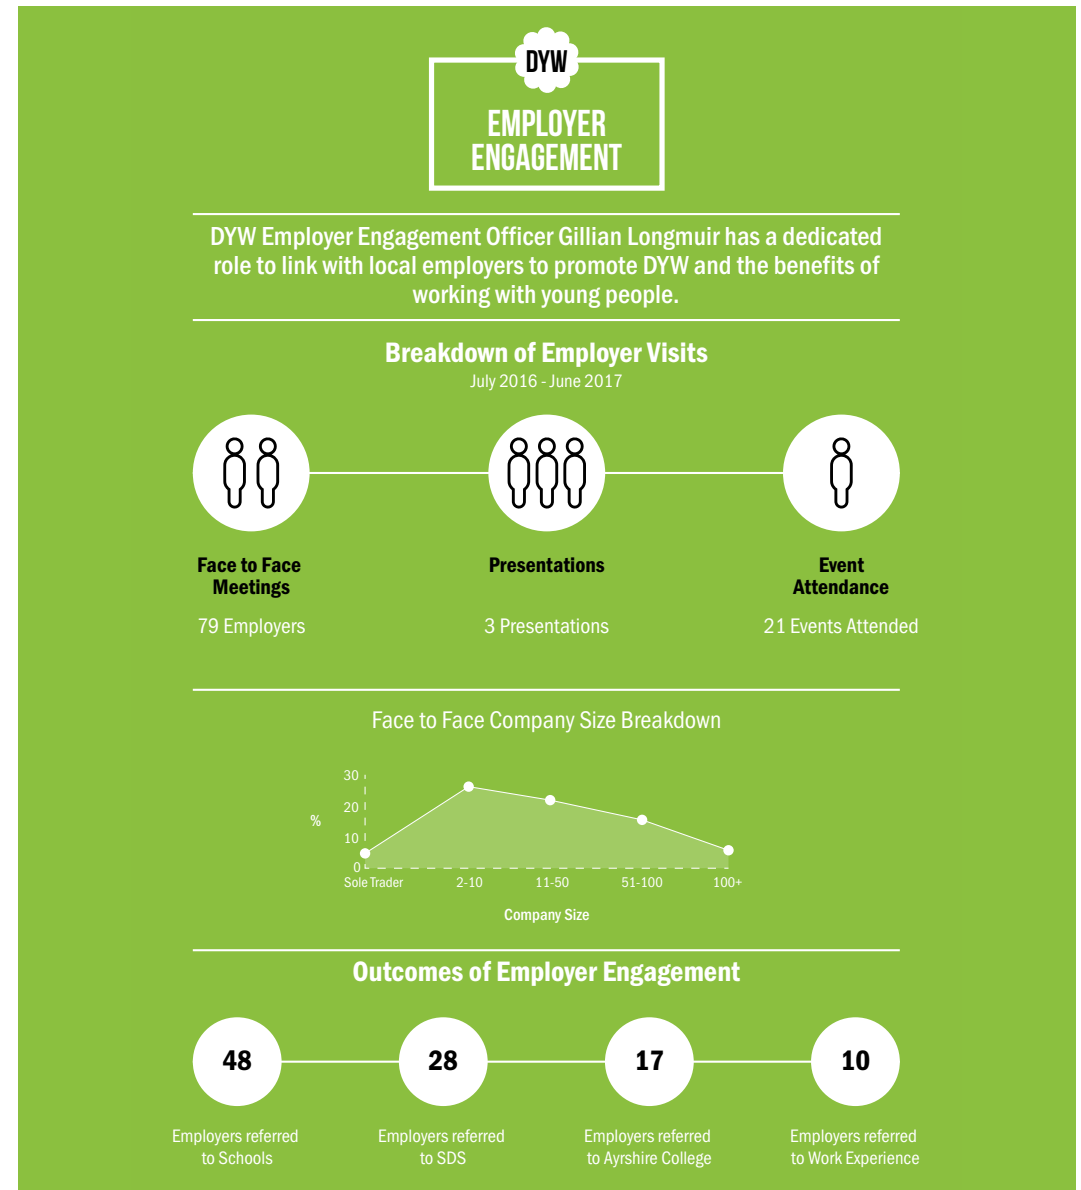 DYW
EMPLOYER
ENGAGEMENT
DYW Employer Engagement Officer Gillian Longmuir has a dedicated
role to link with local employers to promote DYW and the benefits of
working with young people.
Breakdown of Employer Visits
July 2016 - June 2017
Face to Face
Meetings
79 Employers
Presentations
3 Presentations
Event
Attendance
21 Events Attended
Face to Face Company Size Breakdown
30
20
%
10
0
Sole Trader 2-10 11-50 51-100 100+
Company Size
Outcomes of Employer Engagement
48
Employers referred
to Schools
28
Employers referred
to SDS
17
Employers referred
to Ayrshire College
10
Employers referred
to Work Experience